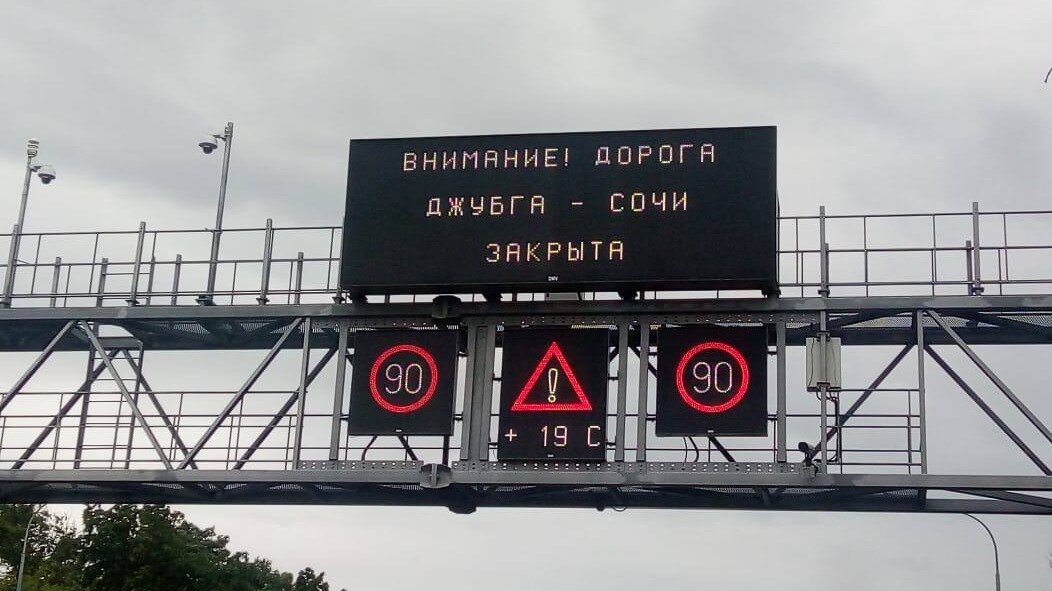 ВНИМАНИЕ! ДОРОГА
ДЖУБГА - СОЧИ
ЗАКРЫТА
90
!
90
+ 19 С